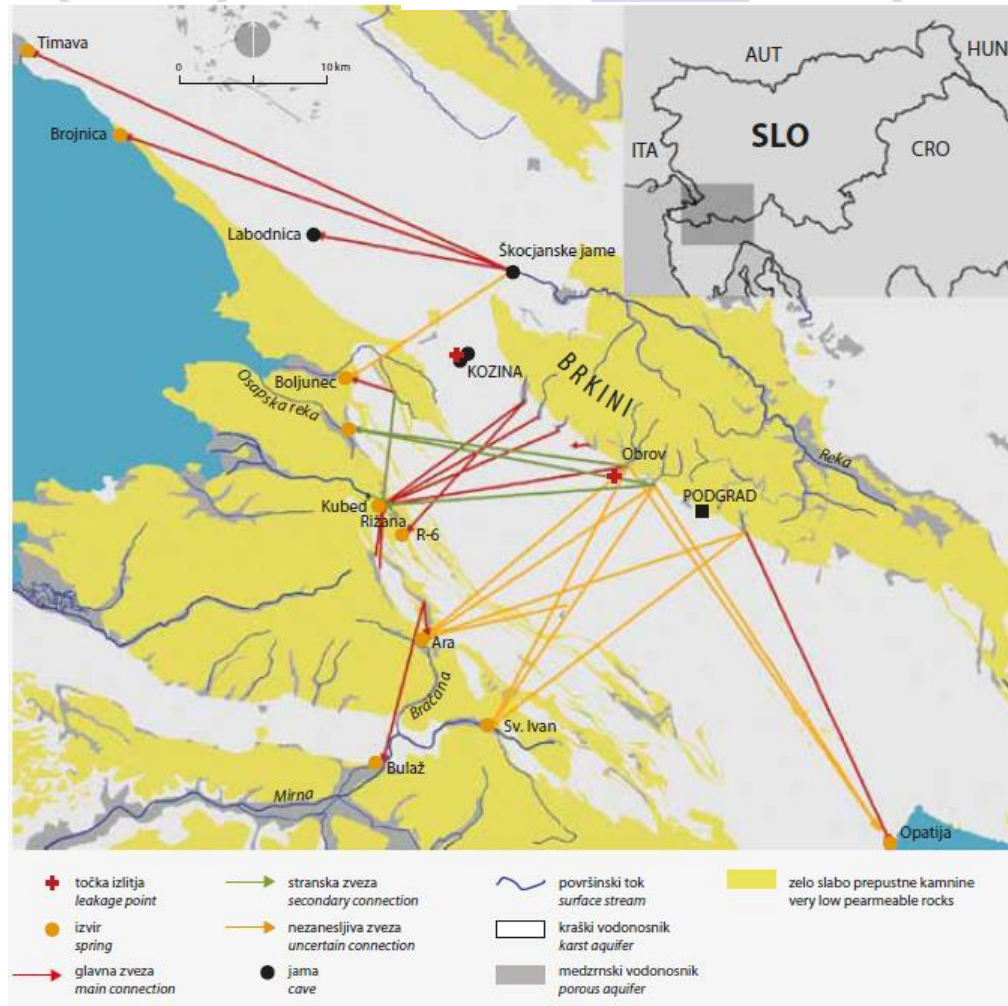 Timava
0 10 km
Brojnica
AUT
HUN
SLO
ITA
CRO
Labodnica
Škocjanske jame
KOZINA
BRKINI
Boljunec
Osapska reka
Obrov
Reka
Kubed
Rižana
PODGRAD
R-6
Ara
Bračana
Sv. Ivan
Bulaž
Mirna
Opatija
točka izlitja
leakage point
izvir
spring
glavna zveza
main connection
stranska zveza
secondary connection
nezanesljiva zveza
uncertain connection
jama
cave
površinski tok
surface stream
kraški vodonosnik
karst aquifer
medzrnski vodonosnik
porous aquifer
zelo slabo prepustne kamnine
very low pearmeable rocks